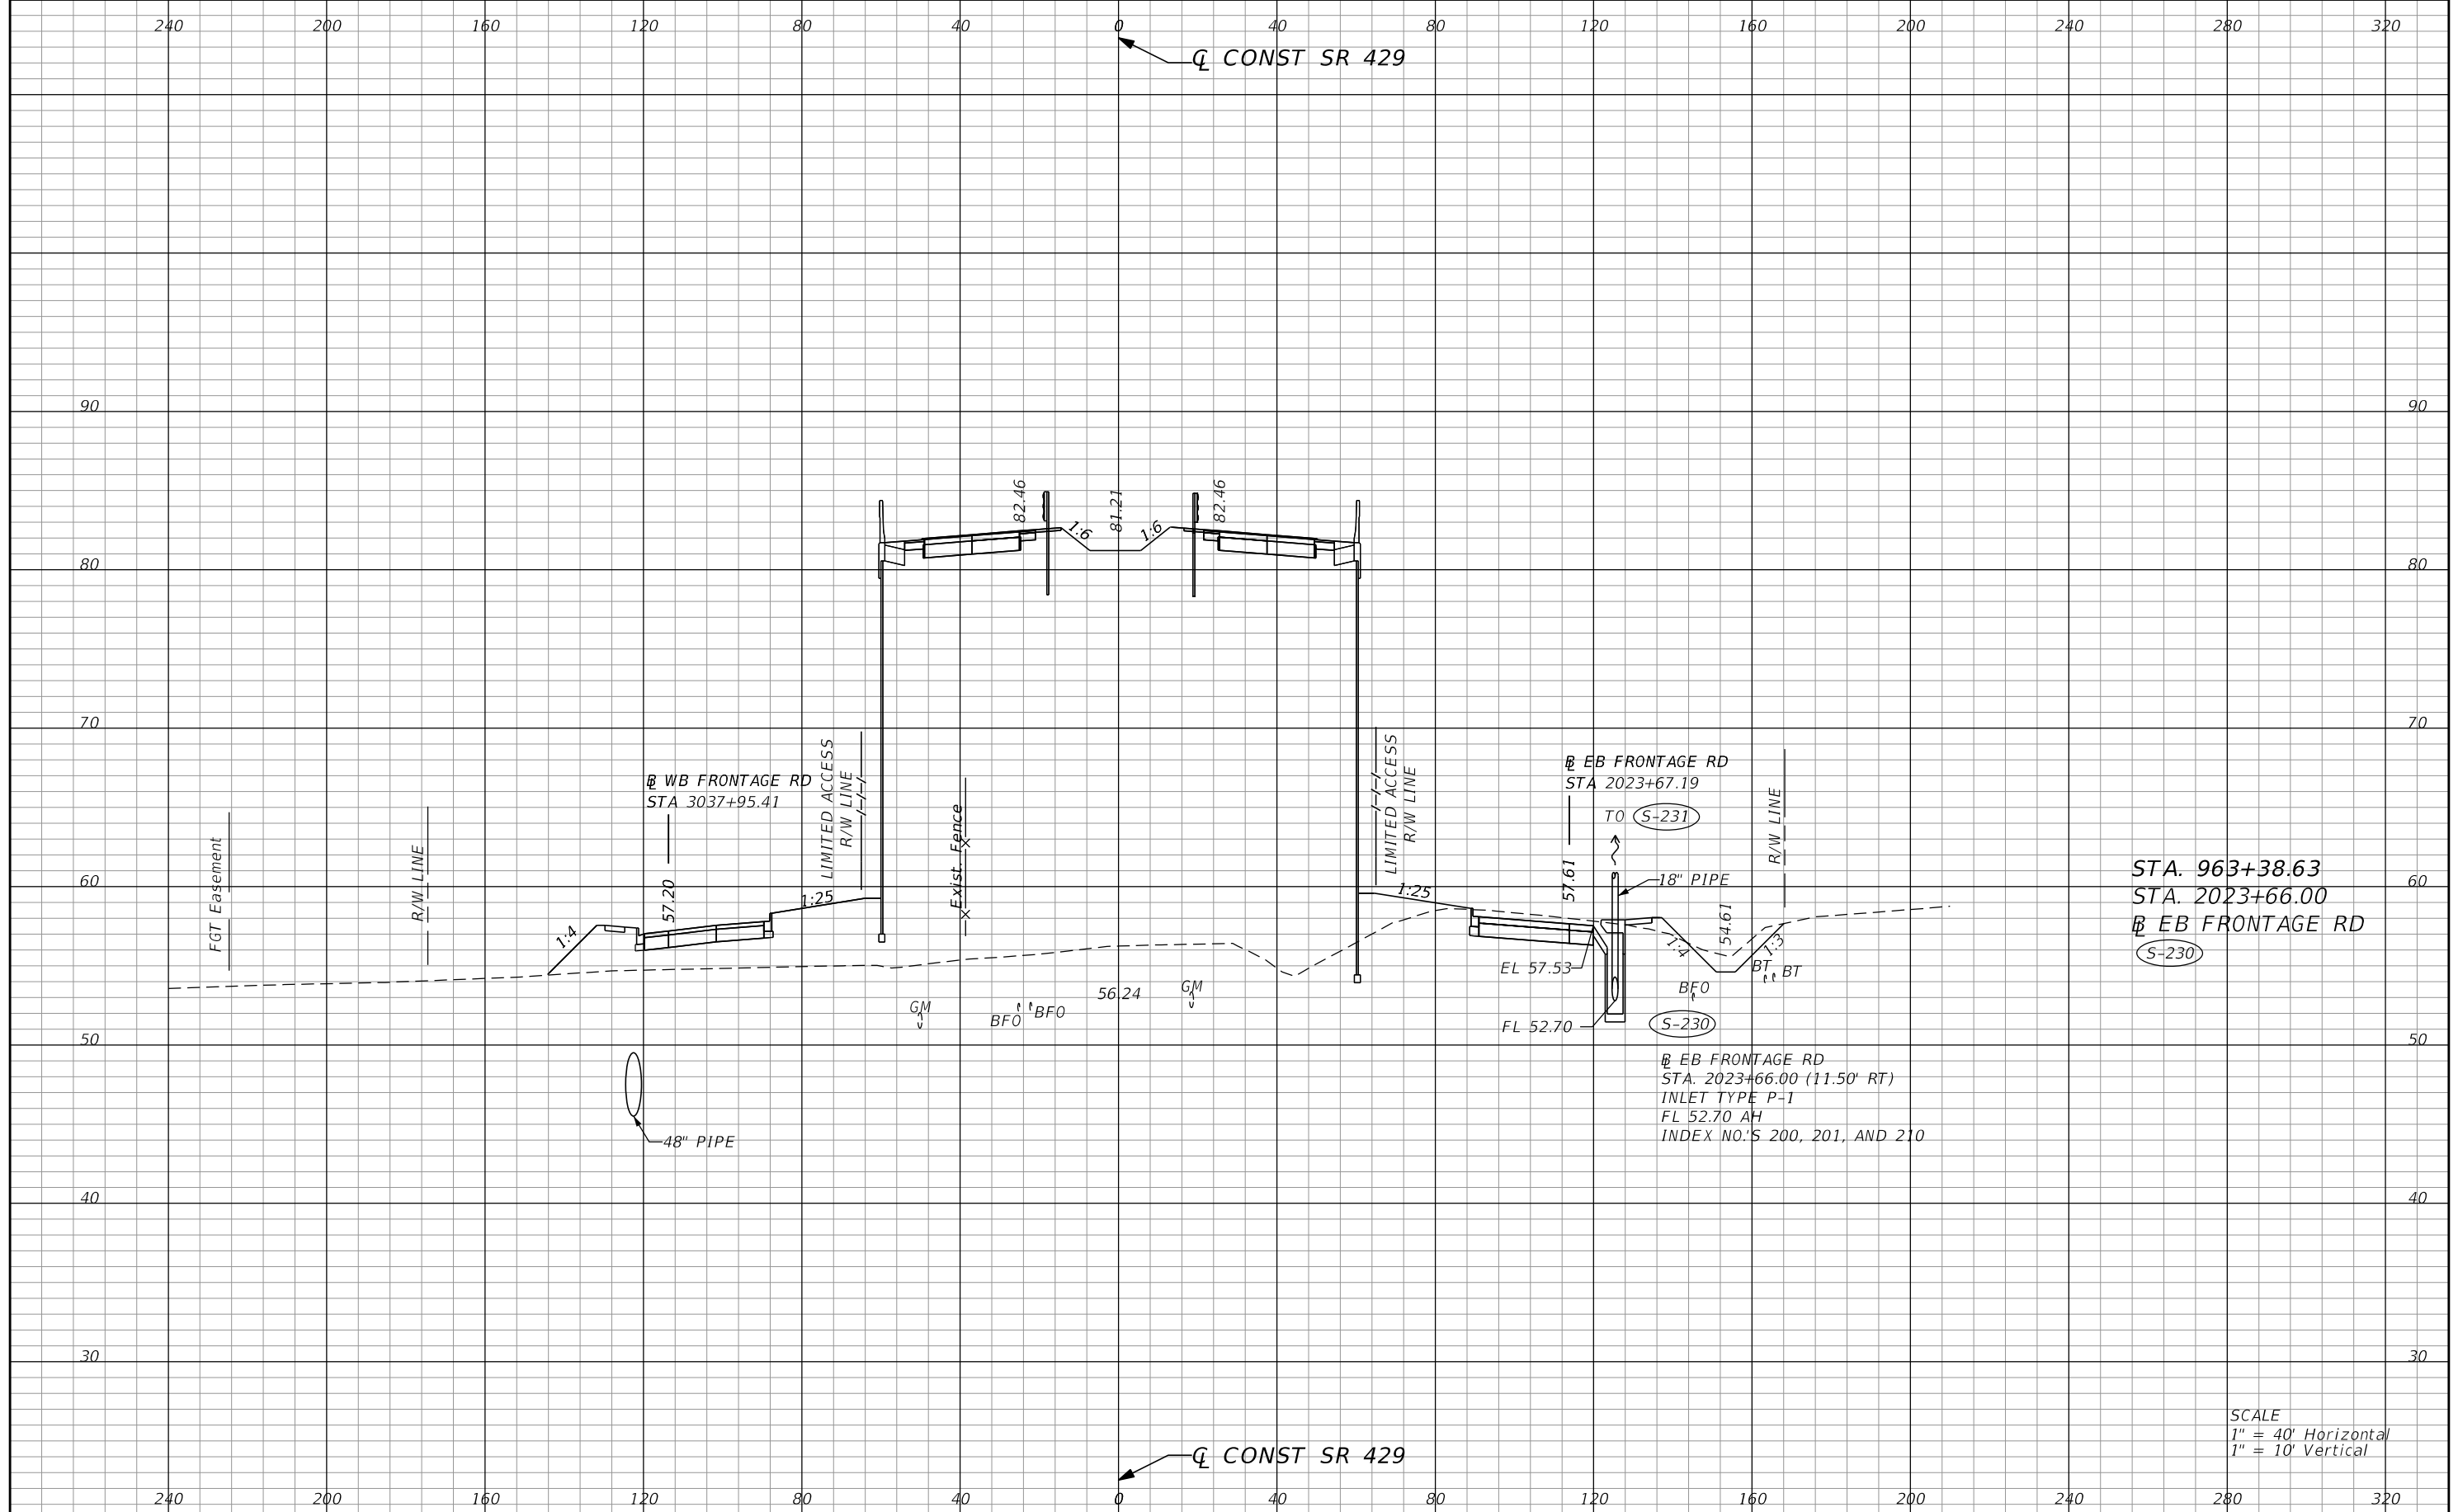 240 200 160 120 80 40 0 40 80 120 160 200 240 280 320
℄ CONST SR 429
90 90
82.46
81.21
82.46
1:6
1:6
80 80
70 70
LIMITED ACCESS
R/W LINE
LIMITED ACCESS
R/W LINE
B̲L WB FRONTAGE RD
STA 3037+95.41
B̲L EB FRONTAGE RD
STA 2023+67.19
TO S-231
R/W LINE
FGT Easement
R/W LINE
Exist. Fence
60 60
57.20
1:25
1:25
57.61
18" PIPE
54.61
STA. 963+38.63
STA. 2023+66.00
B̲L EB FRONTAGE RD
S-230
1:4
1:4
1:3
EL 57.53
BT
BT
BFO
GM
BFO
BFO
56.24
GM
FL 52.70
S-230
50 50
B̲L EB FRONTAGE RD
STA. 2023+66.00 (11.50' RT)
INLET TYPE P-1
FL 52.70 AH
INDEX NO.'S 200, 201, AND 210
48" PIPE
40 40
30 30
SCALE
1" = 40' Horizontal
1" = 10' Vertical
℄ CONST SR 429
240 200 160 120 80 40 0 40 80 120 160 200 240 280 320